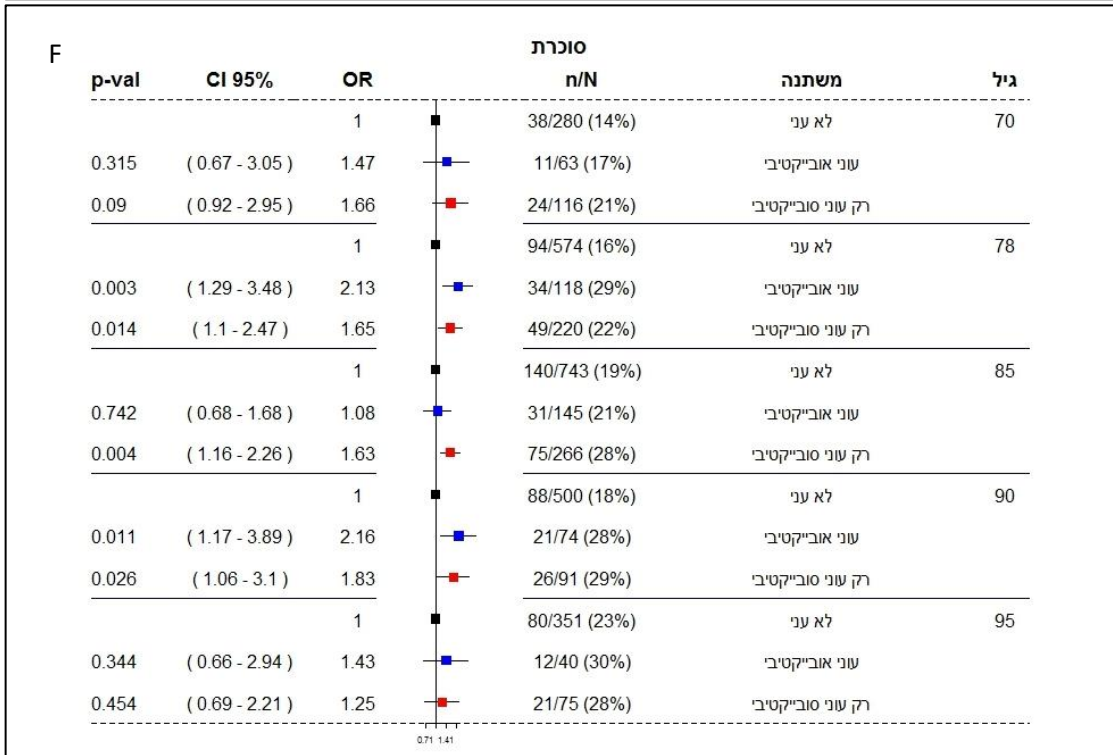 F
סוכרת
גיל משתנה n/N OR CI 95% p-val
70 לא עני 38/280 (14%) 1
עוני אובייקטיבי 11/63 (17%) 1.47 ( 0.67 - 3.05 ) 0.315
רק עוני סובייקטיבי 24/116 (21%) 1.66 ( 0.92 - 2.95 ) 0.09
78 לא עני 94/574 (16%) 1
עוני אובייקטיבי 34/118 (29%) 2.13 ( 1.29 - 3.48 ) 0.003
רק עוני סובייקטיבי 49/220 (22%) 1.65 ( 1.1 - 2.47 ) 0.014
85 לא עני 140/743 (19%) 1
עוני אובייקטיבי 31/145 (21%) 1.08 ( 0.68 - 1.68 ) 0.742
רק עוני סובייקטיבי 75/266 (28%) 1.63 ( 1.16 - 2.26 ) 0.004
90 לא עני 88/500 (18%) 1
עוני אובייקטיבי 21/74 (28%) 2.16 ( 1.17 - 3.89 ) 0.011
רק עוני סובייקטיבי 26/91 (29%) 1.83 ( 1.06 - 3.1 ) 0.026
95 לא עני 80/351 (23%) 1
עוני אובייקטיבי 12/40 (30%) 1.43 ( 0.66 - 2.94 ) 0.344
רק עוני סובייקטיבי 21/75 (28%) 1.25 ( 0.69 - 2.21 ) 0.454
0.71 1.41